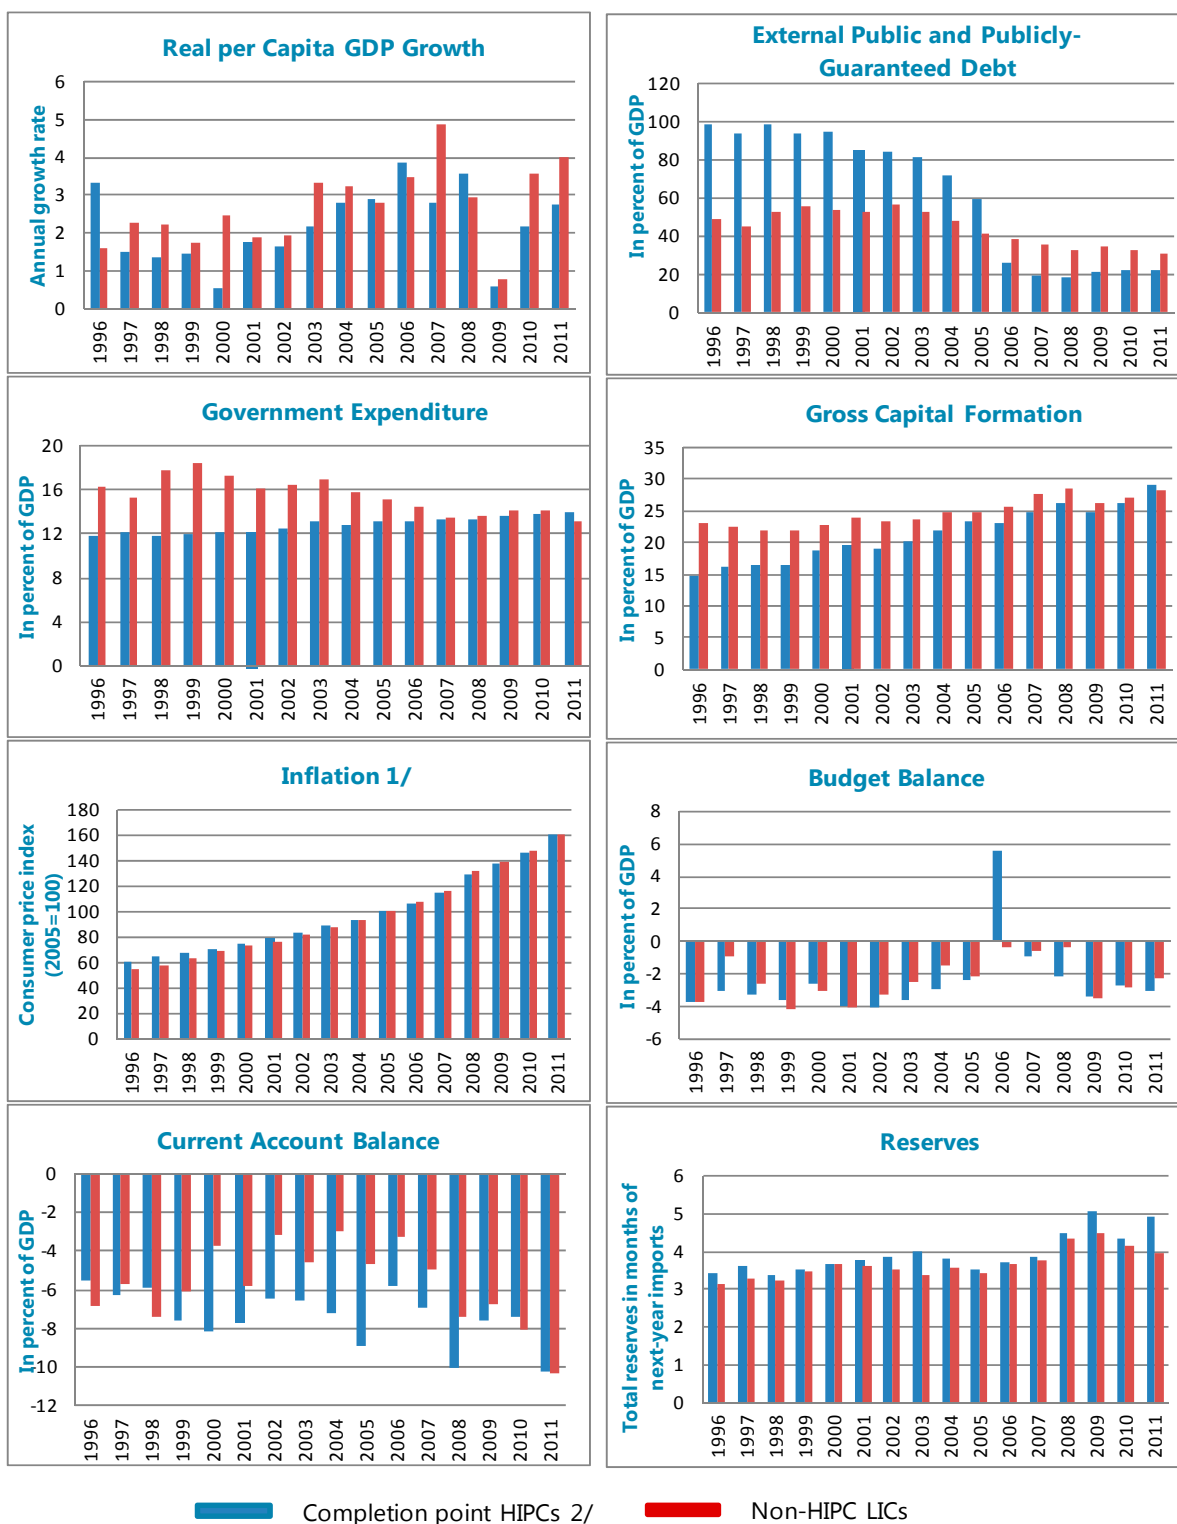 Real per Capita GDP Growth
Annual growth rate
6
5
4
3
2
1
0
1996 1997 1998 1999 2000 2001 2002 2003 2004 2005 2006 2007 2008 2009 2010 2011
External Public and Publicly-
Guaranteed Debt
In percent of GDP
120
100
80
60
40
20
0
1996 1997 1998 1999 2000 2001 2002 2003 2004 2005 2006 2007 2008 2009 2010 2011
Government Expenditure
In percent of GDP
20
16
12
8
4
0
1996 1997 1998 1999 2000 2001 2002 2003 2004 2005 2006 2007 2008 2009 2010 2011
Gross Capital Formation
In percent of GDP
35
30
25
20
15
10
5
0
1996 1997 1998 1999 2000 2001 2002 2003 2004 2005 2006 2007 2008 2009 2010 2011
Inflation 1/
Consumer price index
(2005=100)
180
160
140
120
100
80
60
40
20
0
1996 1997 1998 1999 2000 2001 2002 2003 2004 2005 2006 2007 2008 2009 2010 2011
Budget Balance
In percent of GDP
8
6
4
2
0
-2
-4
-6
1996 1997 1998 1999 2000 2001 2002 2003 2004 2005 2006 2007 2008 2009 2010 2011
Current Account Balance
In percent of GDP
0
-2
-4
-6
-8
-10
-12
1996 1997 1998 1999 2000 2001 2002 2003 2004 2005 2006 2007 2008 2009 2010 2011
Reserves
Total reserves in months of
next-year imports
6
5
4
3
2
1
0
1996 1997 1998 1999 2000 2001 2002 2003 2004 2005 2006 2007 2008 2009 2010 2011
Completion point HIPCs 2/
Non-HIPC LICs